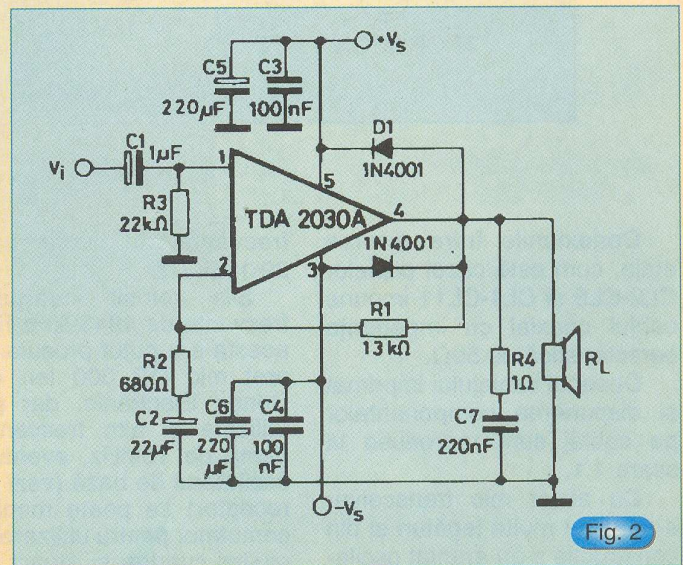 +Vs
C5
C3
220µF
100nF
C1
1µF
Vi
D1
1N4001
1
5
R3
22kΩ
TDA 2030A
4
2
3
1N4001
R1
13kΩ
R2
680Ω
C2
22µF
C6
220
µF
C4
100
nF
R4
1Ω
RL
C7
220nF
-Vs
Fig. 2